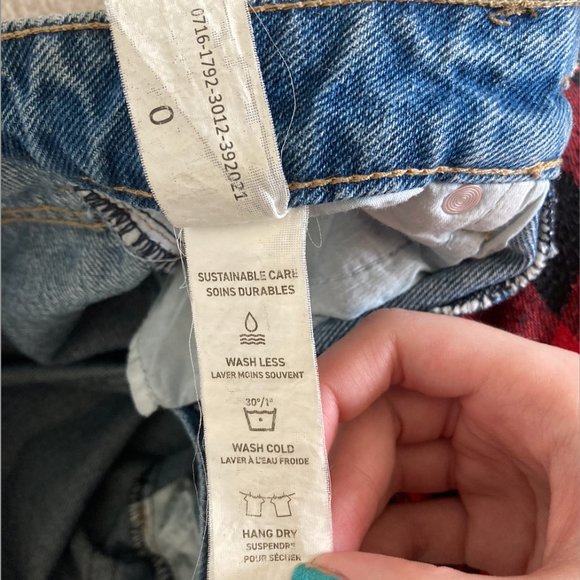 0716-1792-3012-392021
0
SUSTAINABLE CARE
SOINS DURABLES
WASH LESS
LAVER MOINS SOUVENT
30°/1ª
WASH COLD
LAVER À L'EAU FROIDE
HANG DRY
SUSPENDRE
POUR SÉCHER